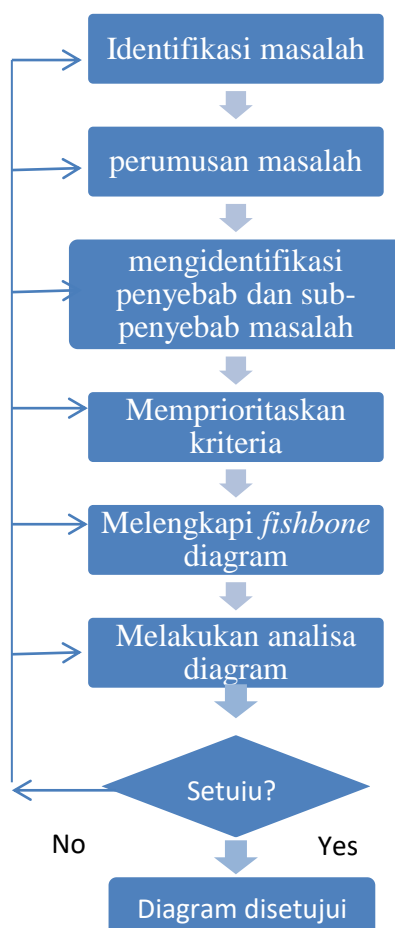 Identifikasi masalah
perumusan masalah
mengidentifikasi
penyebab dan sub-
penyebab masalah
Memprioritaskan
kriteria
Melengkapi fishbone
diagram
Melakukan analisa
diagram
Setuju?
No
Yes
Diagram disetujui